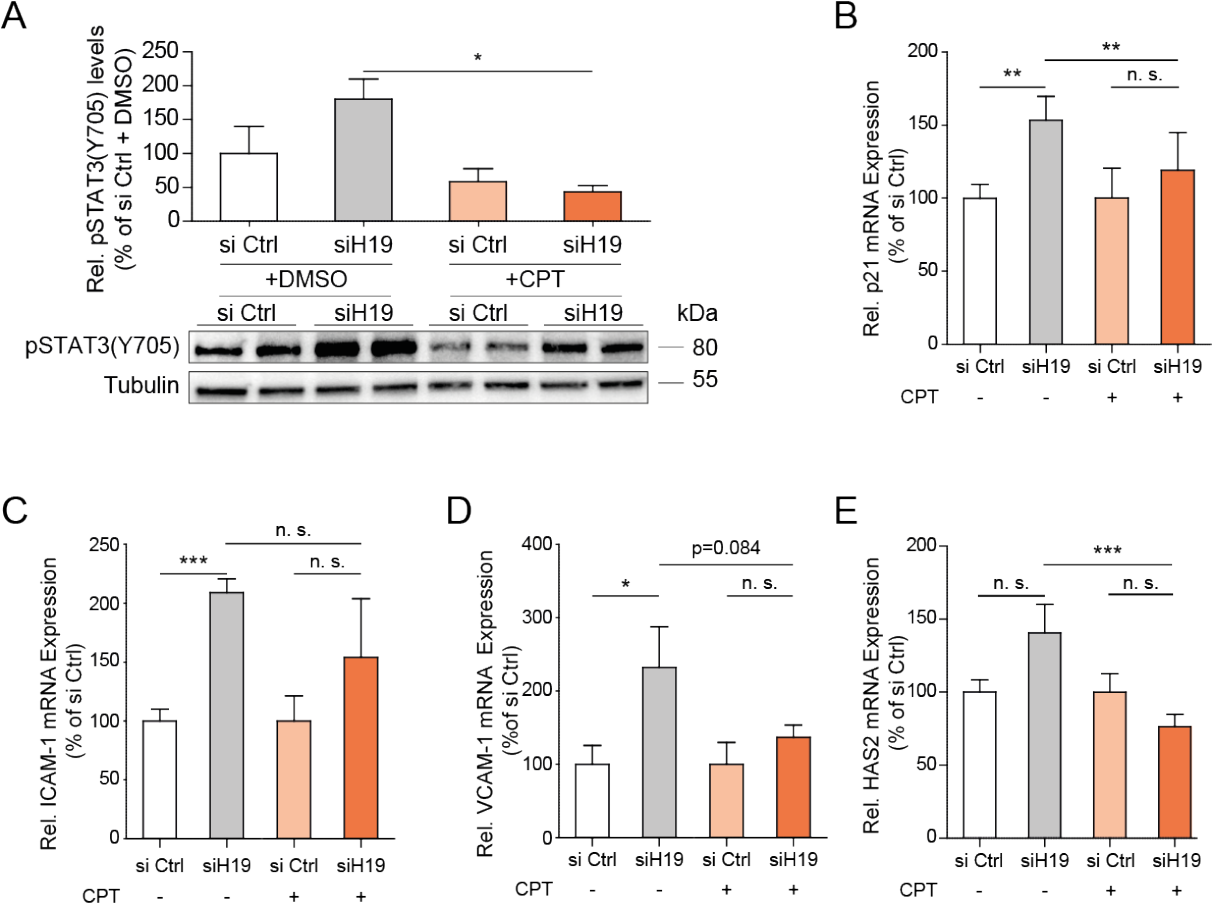 A
Rel. pSTAT3(Y705) levels
(% of si Ctrl + DMSO)
250
200
150
100
50
0
*
si Ctrl siH19 si Ctrl siH19
+DMSO +CPT
si Ctrl siH19 si Ctrl siH19 kDa
pSTAT3(Y705) 80
Tubulin 55
B
Rel. p21 mRNA Expression
(% of si Ctrl)
200
150
100
50
0
**
** n. s.
si Ctrl siH19 si Ctrl siH19
CPT - - + +
C
Rel. ICAM-1 mRNA Expression
(% of si Ctrl)
250
200
150
100
50
0
n. s.
*** n. s.
si Ctrl siH19 si Ctrl siH19
CPT - - + +
D
Rel. VCAM-1 mRNA Expression
(%of si Ctrl)
400
300
200
100
0
p=0.084
* n. s.
si Ctrl siH19 si Ctrl siH19
CPT - - + +
E
Rel. HAS2 mRNA Expression
(% of si Ctrl)
200
150
100
50
0
***
n. s. n. s.
si Ctrl siH19 si Ctrl siH19
CPT - - + +